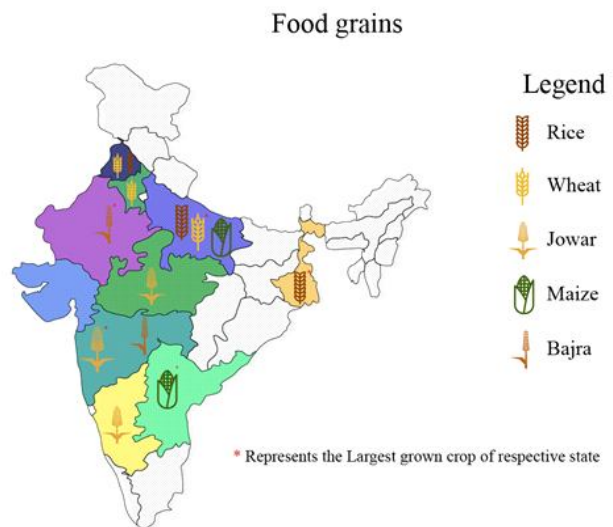 Food grains
Legend
Rice
Wheat
Jowar
Maize
Bajra
* Represents the Largest grown crop of respective state